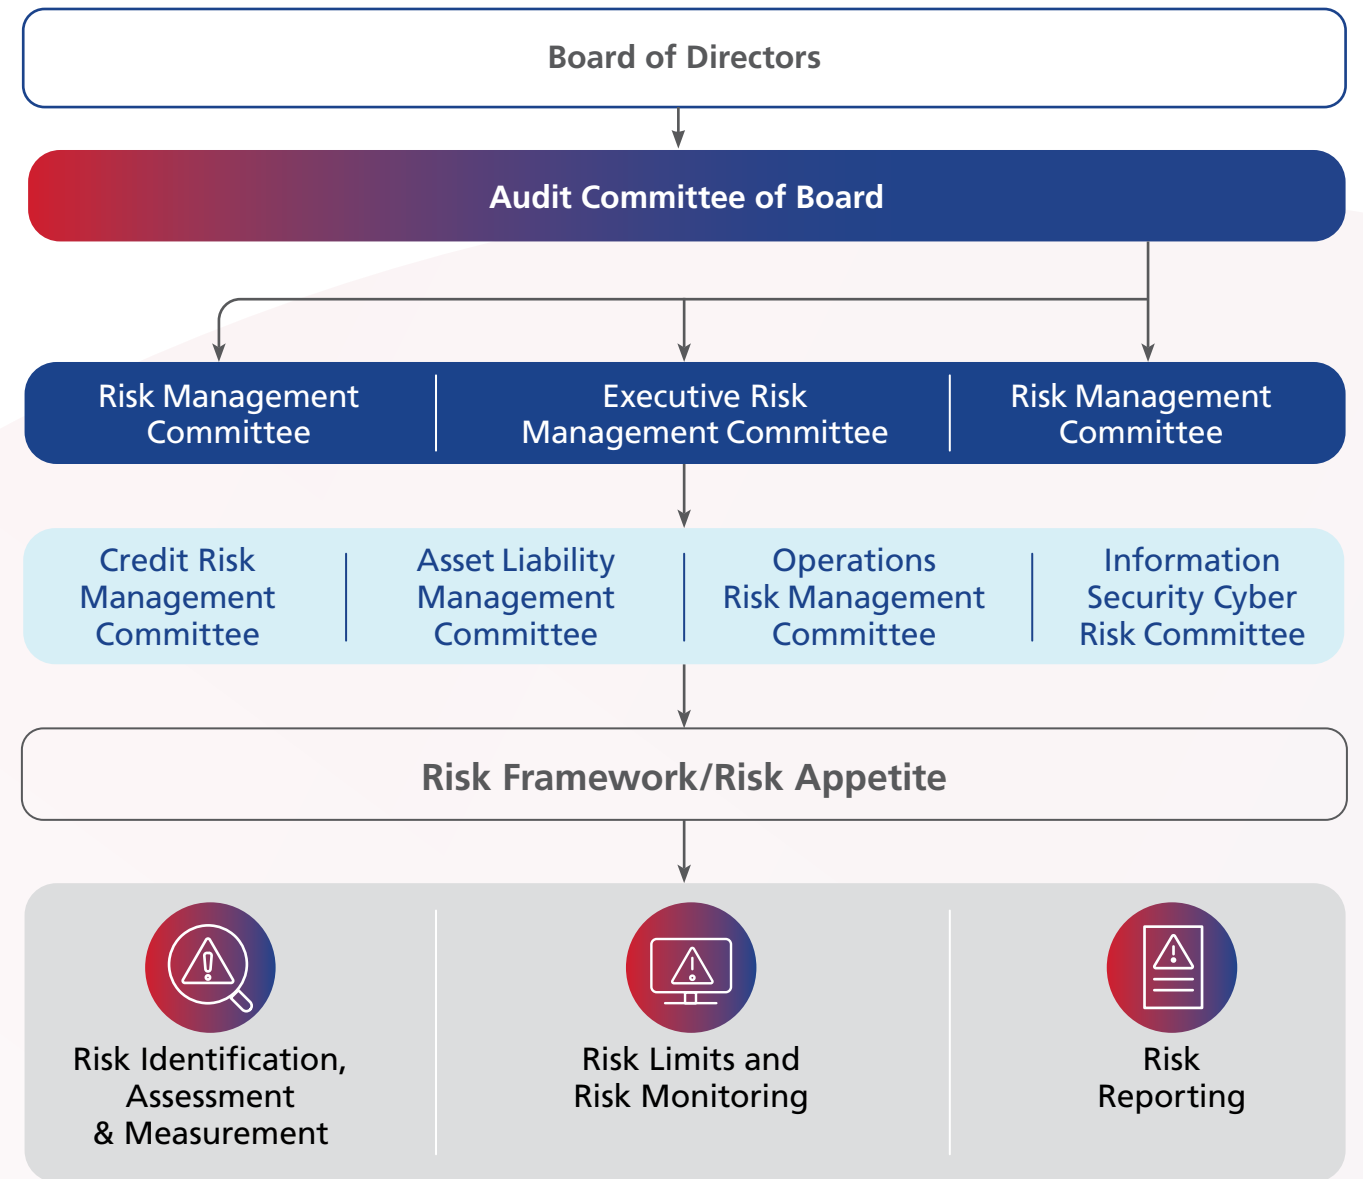 Board of Directors
Audit Committee of Board
Risk Management
Committee
Executive Risk
Management Committee
Risk Management
Committee
Credit Risk
Management
Committee
Asset Liability
Management
Committee
Operations
Risk Management
Committee
Information
Security Cyber
Risk Committee
Risk Framework/Risk Appetite
Risk Identification,
Assessment
& Measurement
Risk Limits and
Risk Monitoring
Risk
Reporting